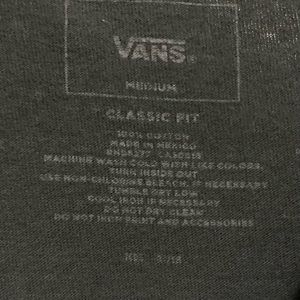 VANS
MEDIUM
CLASSIC FIT
100% COTTON
MADE IN MEXICO
MACHINE WASH COLD WITH LIKE COLORS.
TURN INSIDE OUT
USE NON-CHLORINE BLEACH, IF NECESSARY
TUMBLE DRY LOW
COOL IRON IF NECESSARY
DO NOT DRY CLEAN
DO NOT IRON PRINT AND ACCESSORIES